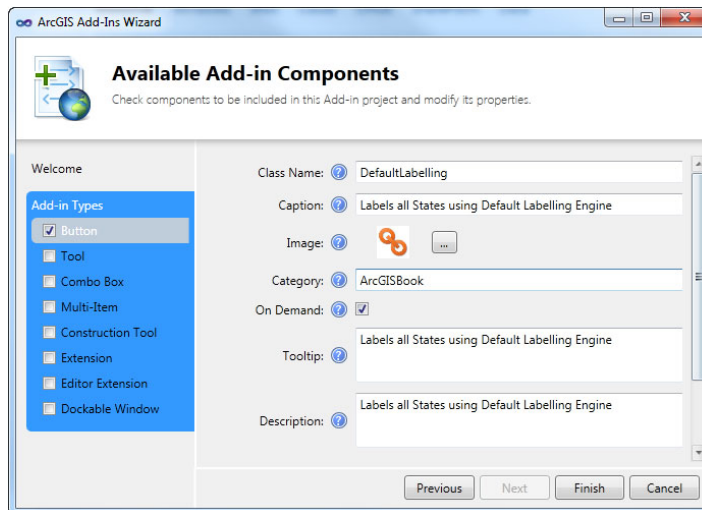 ArcGIS Add-Ins Wizard
Available Add-in Components
Check components to be included in this Add-in project and modify its properties.
Welcome
Add-in Types
Button
Tool
Combo Box
Multi-Item
Construction Tool
Extension
Editor Extension
Dockable Window
Class Name: DefaultLabelling
Caption: Labels all States using Default Labelling Engine
Image: ...
Category: ArcGISBook
On Demand:
Tooltip: Labels all States using Default Labelling Engine
Description: Labels all States using Default Labelling Engine
Previous Next Finish Cancel